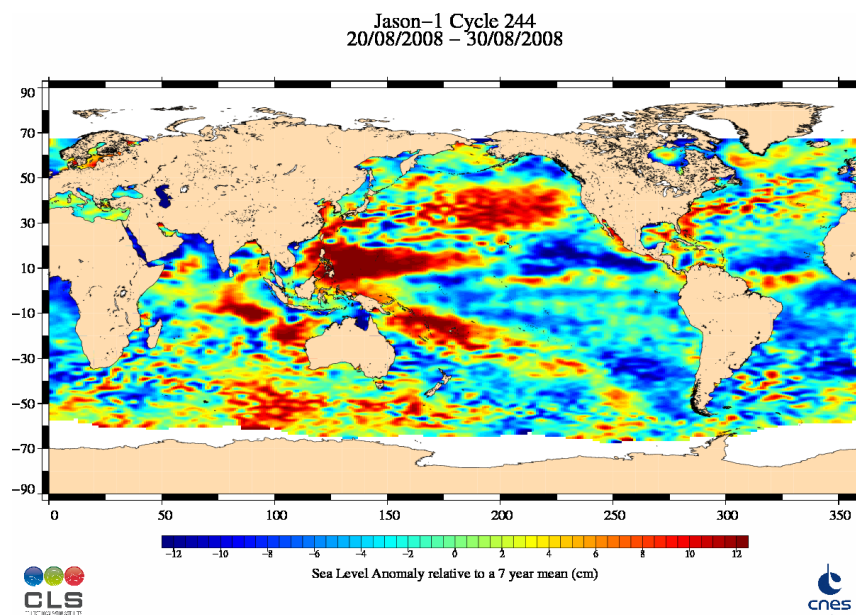 Jason-1 Cycle 244
20/08/2008 - 30/08/2008
90
70
50
30
10
-10
-30
-50
-70
-90
0 50 100 150 200 250 300 350
-12 -10 -8 -6 -4 -2 0 2 4 6 8 10 12
Sea Level Anomaly relative to a 7 year mean (cm)
CLS
cnes